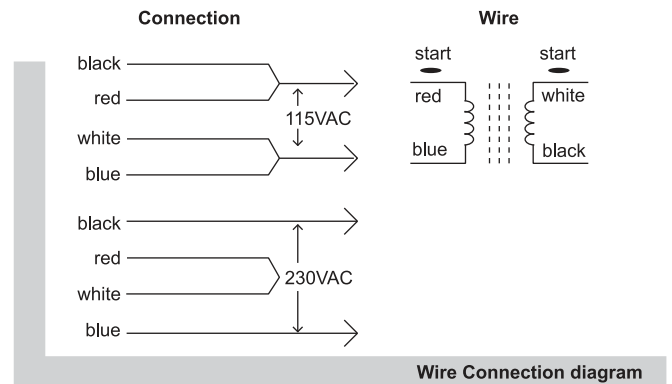 Connection
Wire
black
red
115VAC
white
blue
black
red
230VAC
white
blue
start
start
red
white
blue
black
Wire Connection diagram